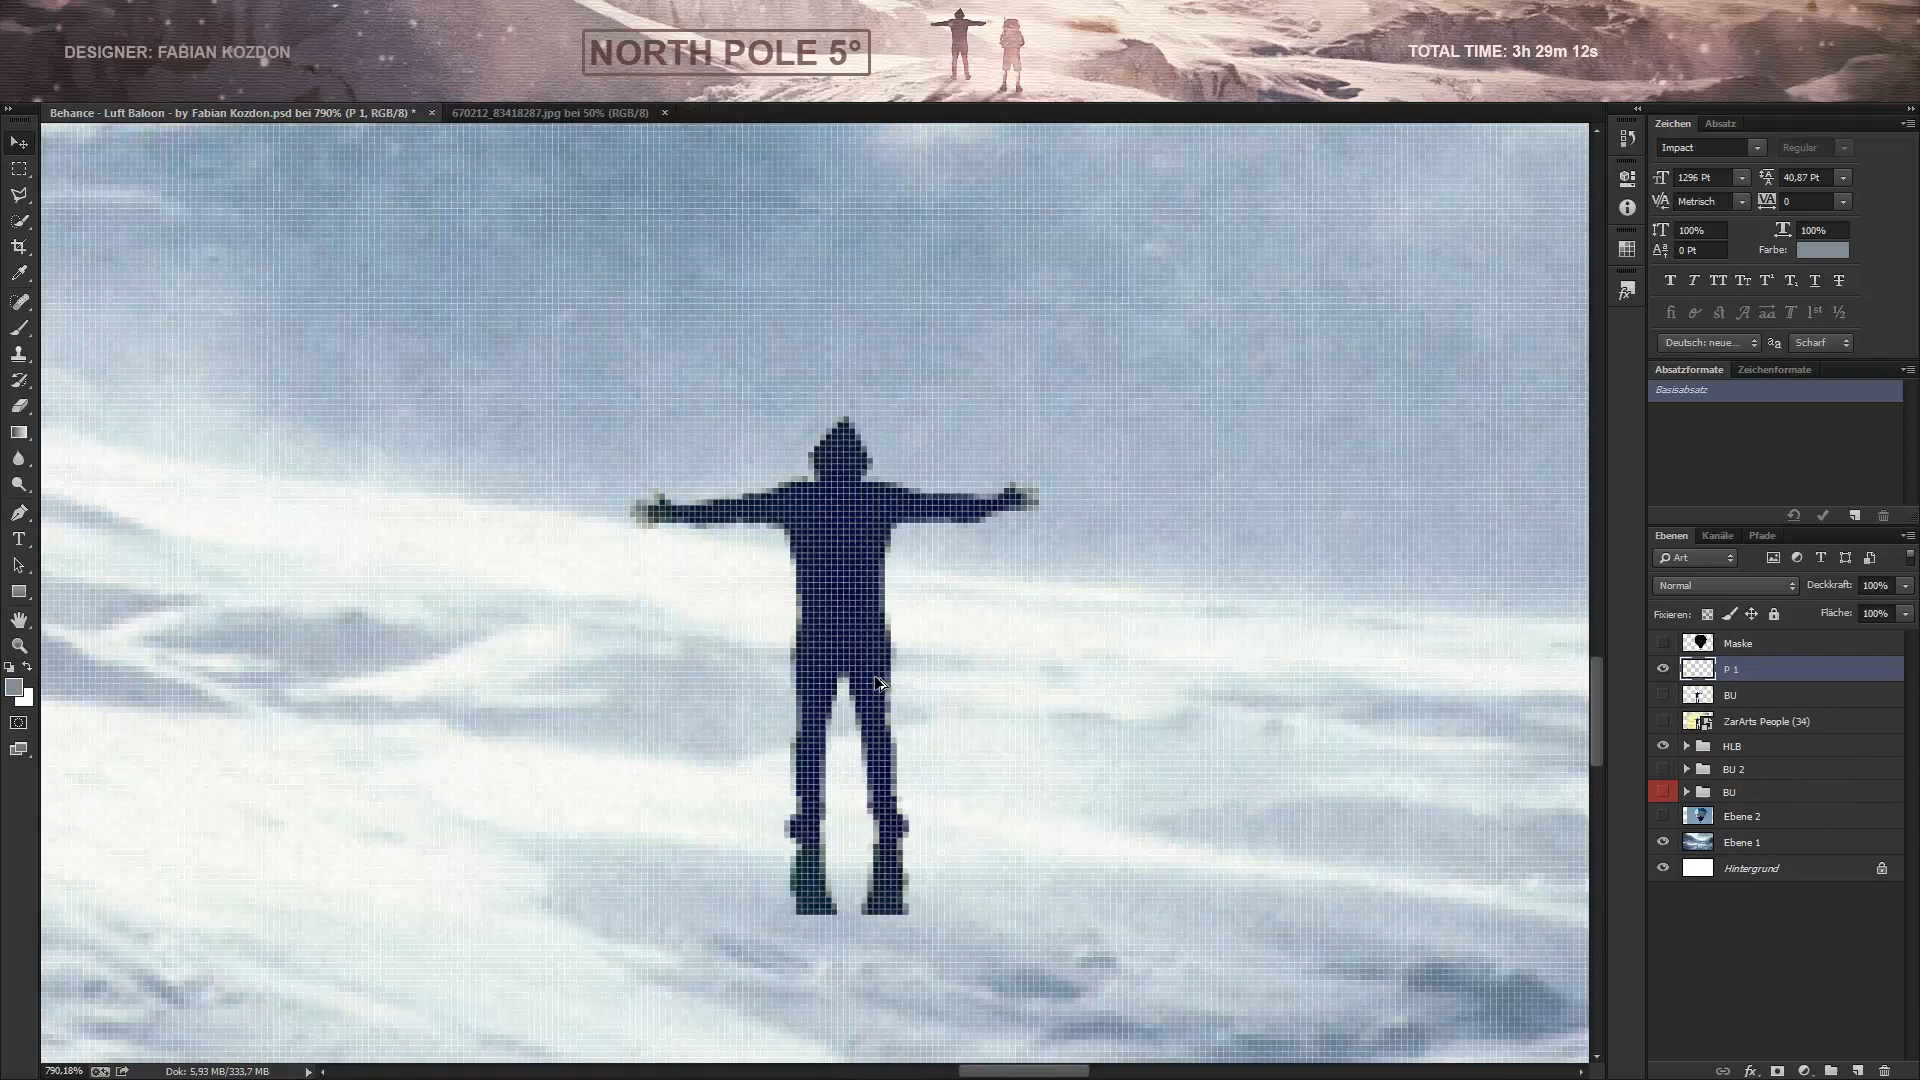 DESIGNER: FABIAN KOZDON
NORTH POLE 5°
TOTAL TIME: 3h 29m 12s
Behance - Luft Baloon - by Fabian Kozdon.psd bei 790% (P 1, RGB/8) *
670212_83418287.jpg bei 50% (RGB/8)
Zeichen Absatz
Impact Regular
1296 Pt 40,87 Pt
Metrisch 0
100% 100%
0 Pt Farbe:
Deutsch: neue... Scharf
Absatzformate Zeichenformate
Basisabsatz
Ebenen Kanäle Pfade
Art
Normal Deckkraft: 100%
Fixieren: Fläche: 100%
Maske
P 1
BU
ZarArts People (34)
HLB
BU 2
BU
Ebene 2
Ebene 1
Hintergrund
790,18% Dok: 5,93 MB/333,7 MB